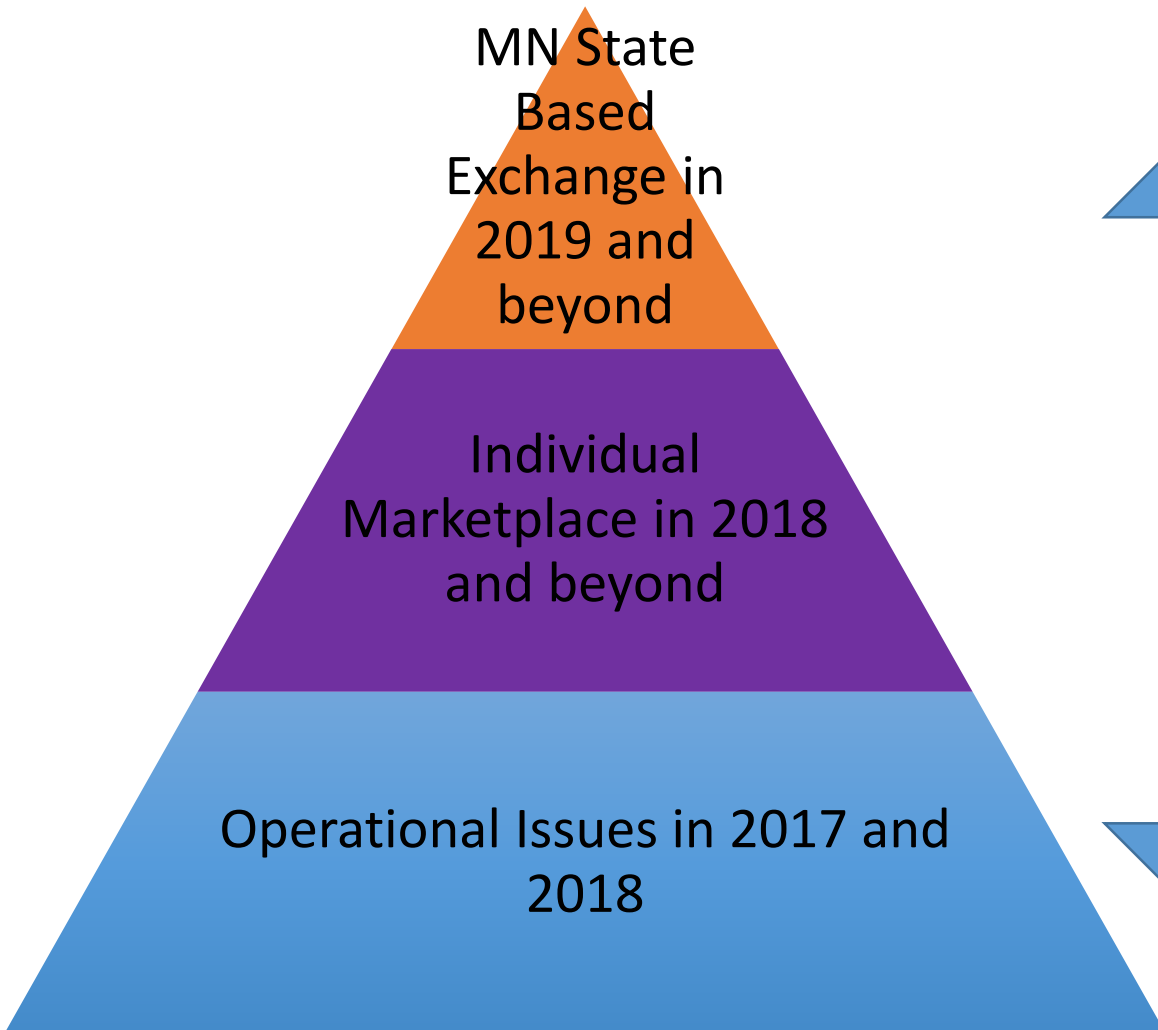 MN State
Based
Exchange in
2019 and
beyond
Individual
Marketplace in 2018
and beyond
Operational Issues in 2017 and
2018